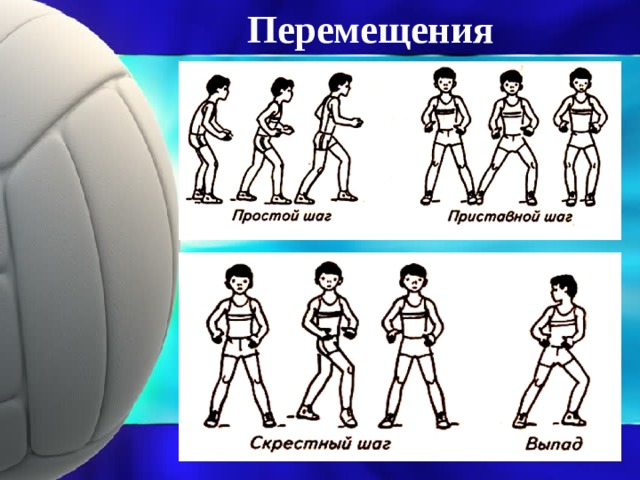 Перемещения
Простой шаг
Приставной шаг
Скрестный шаг
Выпад